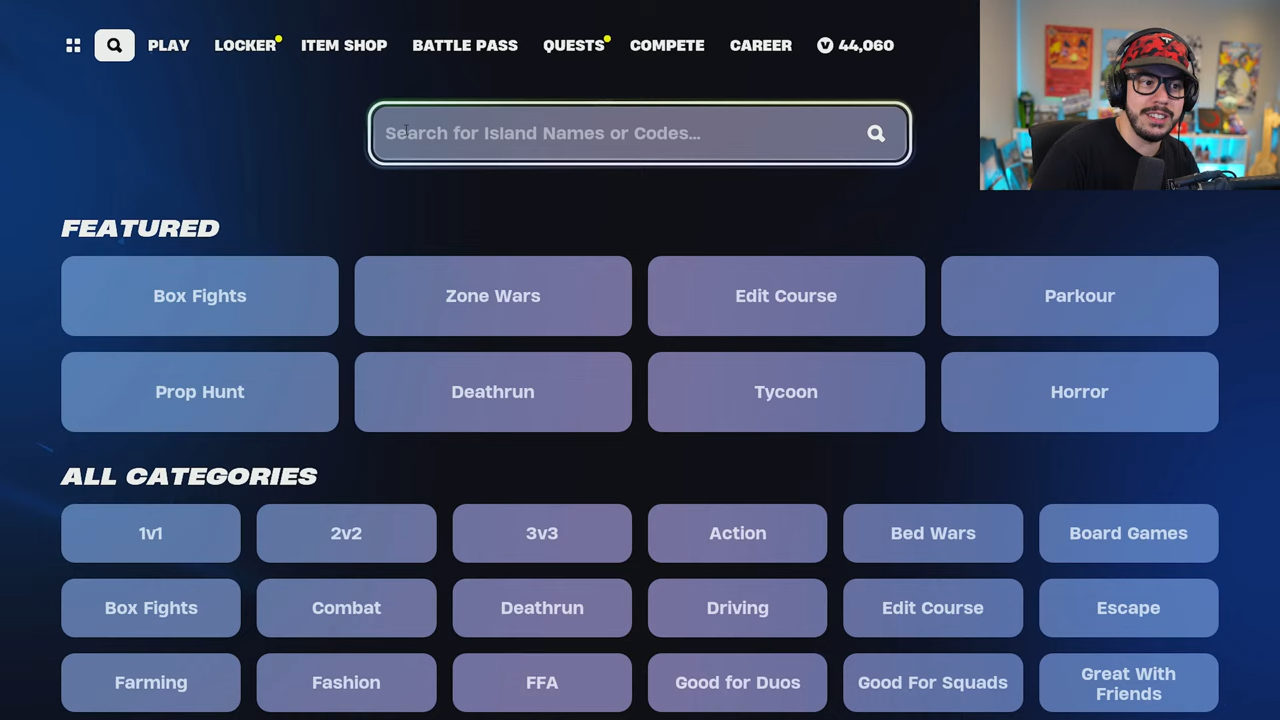 PLAY LOCKER ITEM SHOP BATTLE PASS QUESTS COMPETE CAREER V 44,060
Search for Island Names or Codes...
FEATURED
Box Fights Zone Wars Edit Course Parkour
Prop Hunt Deathrun Tycoon Horror
ALL CATEGORIES
1v1 2v2 3v3 Action Bed Wars Board Games
Box Fights Combat Deathrun Driving Edit Course Escape
Farming Fashion FFA Good for Duos Good For Squads Great With
Friends